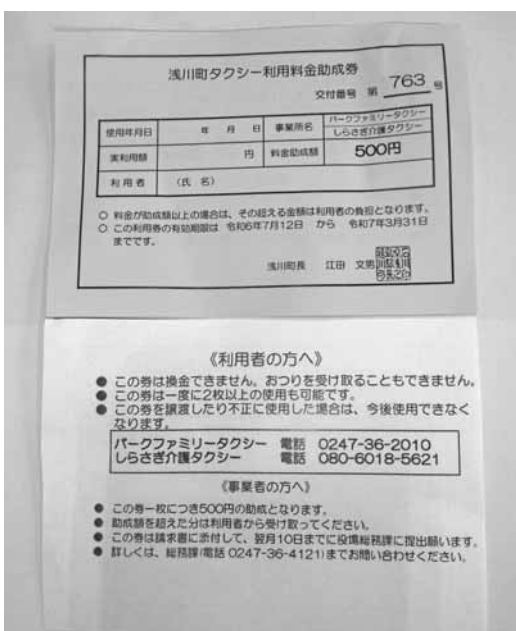 浅川町タクシー利用料金助成券
交付番号 第 763 号
使用年月日 年 月 日 事業所名 パークファミリータクシー
しらさぎ介護タクシー
実利用額 円 料金助成額 500円
利用者 (氏 名)
○ 料金が助成額以上の場合は、その超える金額は利用者の負担となります。
○ この利用券の有効期限は 令和6年7月12日 から 令和7年3月31日
までです。
浅川町長 江田 文男
《利用者の方へ》
● この券は換金できません。おつりを受け取ることもできません。
● この券は一度に2枚以上の使用も可能です。
● この券を譲渡したり不正に使用した場合は、今後使用できなく
なります。
パークファミリータクシー 電話 0247-36-2010
しらさぎ介護タクシー 電話 080-6018-5621
《事業者の方へ》
● この券一枚につき500円の助成となります。
● 助成額を超えた分は利用者から受け取ってください。
● この券は請求書に添付して、翌月10日までに役場総務課に提出願います。
● 詳しくは、総務課(電話 0247-36-4121)までお問い合わせください。